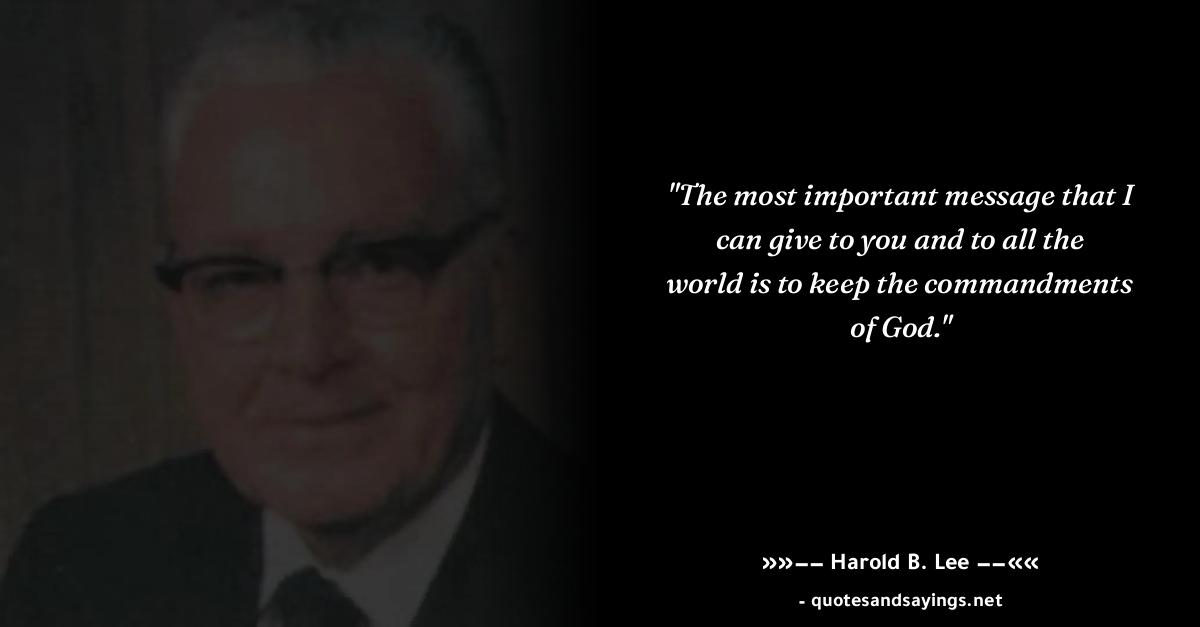 "The most important message that I
can give to you and to all the
world is to keep the commandments
of God."
»»−− Harold B. Lee −−««
- quotesandsayings.net